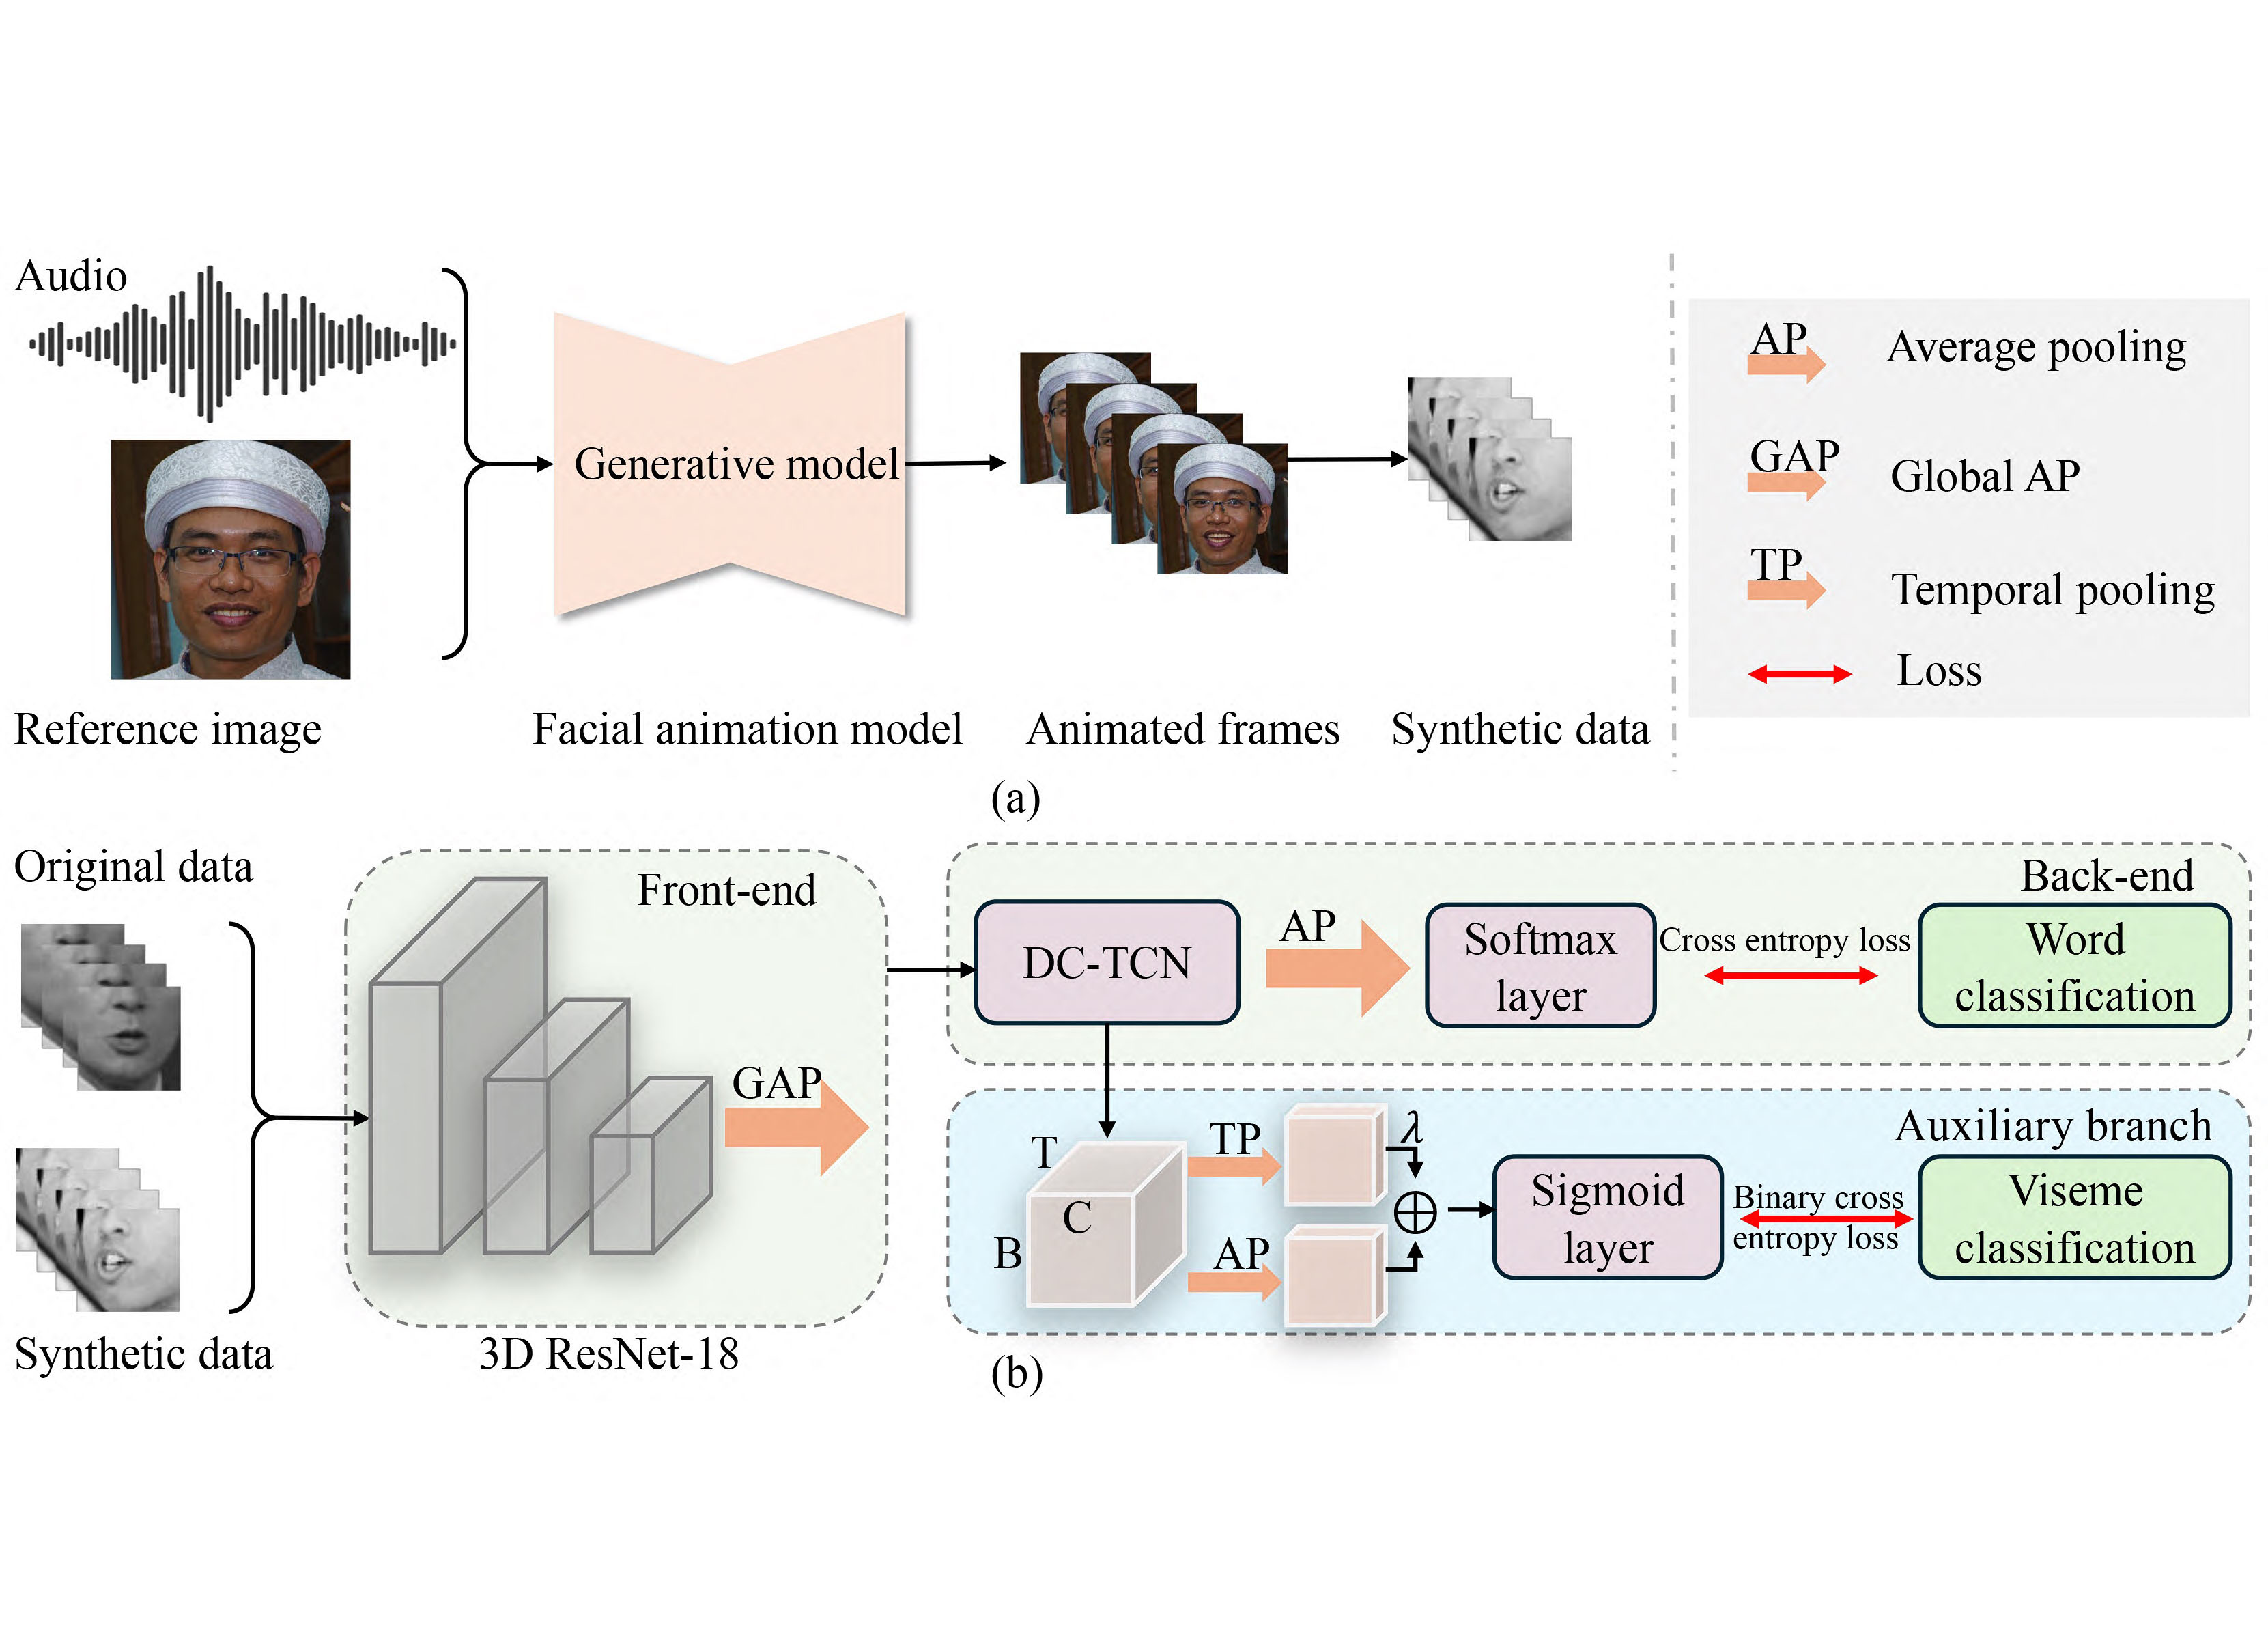 Audio
Generative model
Reference image
Facial animation model
Animated frames
Synthetic data
AP
Average pooling
GAP
Global AP
TP
Temporal pooling
Loss
(a)
Original data
Synthetic data
Front-end
GAP
3D ResNet-18
Back-end
DC-TCN
AP
Softmax
layer
Cross entropy loss
Word
classification
Auxiliary branch
T
C
B
TP
AP
λ
Sigmoid
layer
Binary cross
entropy loss
Viseme
classification
(b)